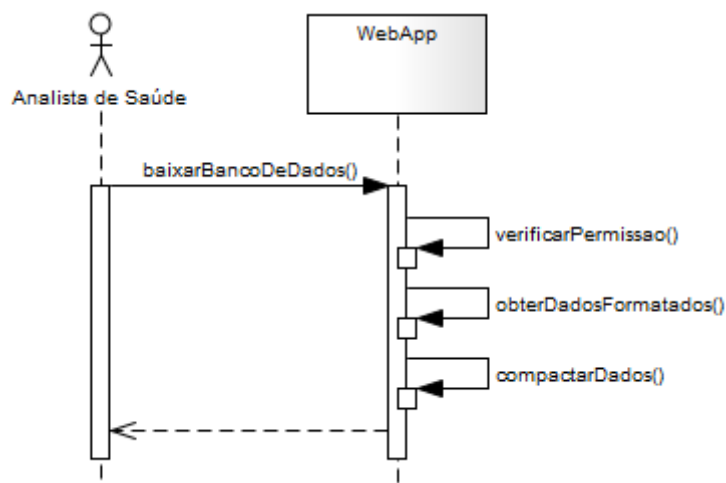 WebApp
Analista de Saúde
baixarBancoDeDados()
verificarPermissao()
obterDadosFormatados()
compactarDados()